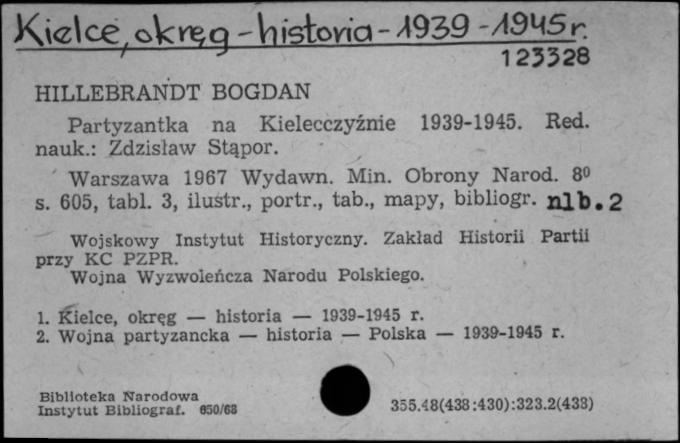 Kielce, okręg - historia - 1939 - 1945 r.
123328
HILLEBRANDT BOGDAN
Partyzantka na Kielecczyźnie 1939-1945. Red.
nauk.: Zdzisław Stąpor.
Warszawa 1967 Wydawn. Min. Obrony Narod. 8⁰
s. 605, tabl. 3, ilustr., portr., tab., mapy, bibliogr. nlb. 2
Wojskowy Instytut Historyczny. Zakład Historii Partii
przy KC PZPR.
Wojna Wyzwoleńcza Narodu Polskiego.
1. Kielce, okręg — historia — 1939-1945 r.
2. Wojna partyzancka — historia — Polska — 1939-1945 r.
Biblioteka Narodowa
Instytut Bibliograf. 650/68
355.48(438:430):323.2(438)